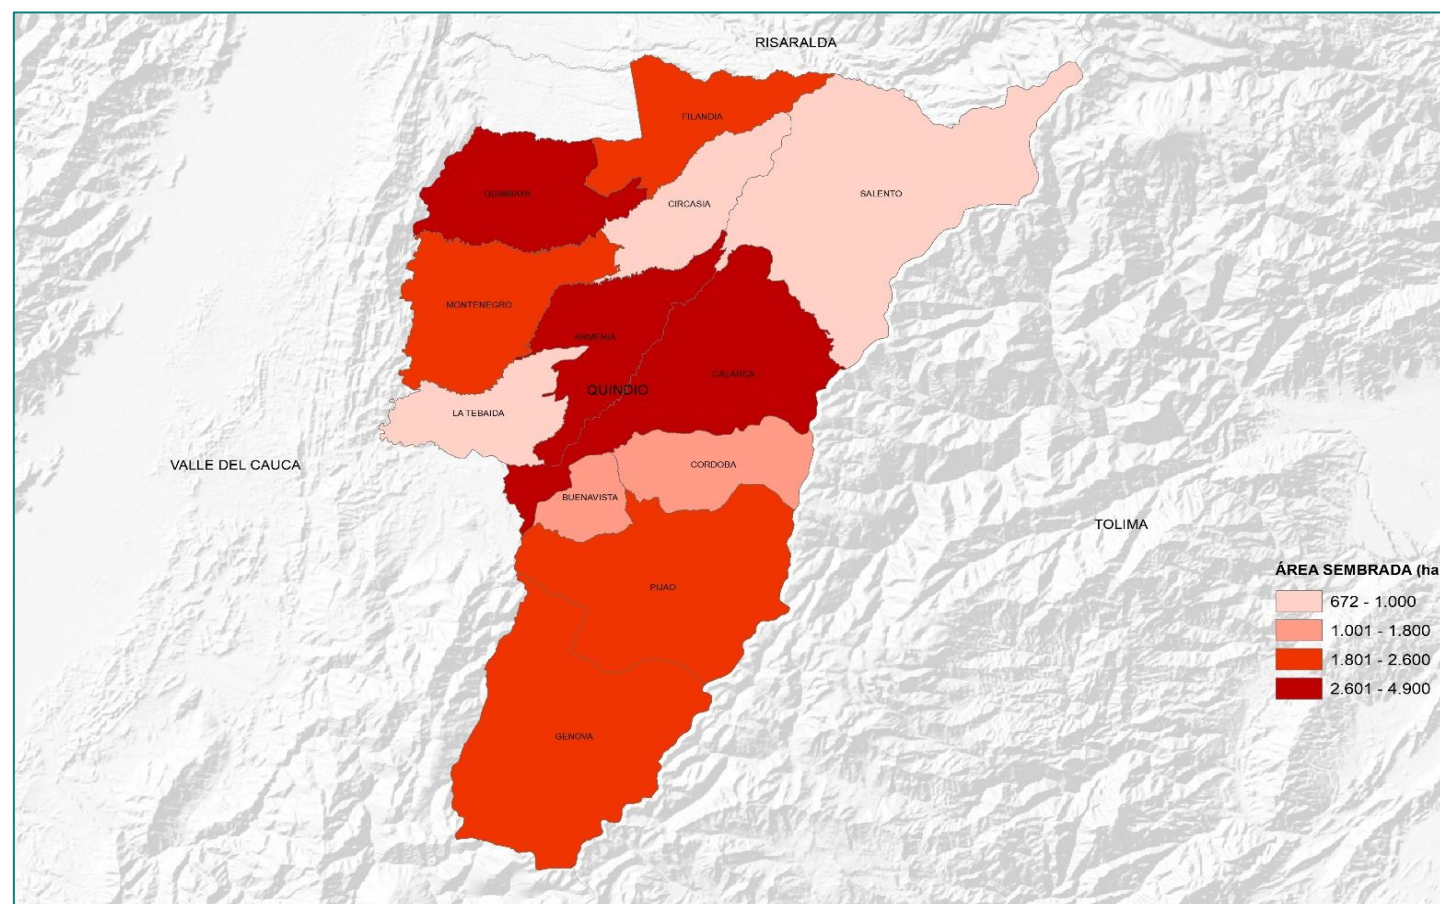 RISARALDA
FILANDIA
QUIMBAYA
SALENTO
CIRCASIA
MONTENEGRO
ARMENIA
CALARCA
QUINDIO
LA TEBAIDA
VALLE DEL CAUCA
CORDOBA
BUENAVISTA
TOLIMA
ÁREA SEMBRADA (ha
PIJAO
672 - 1.000
1.001 - 1.800
1.801 - 2.600
2.601 - 4.900
GENOVA